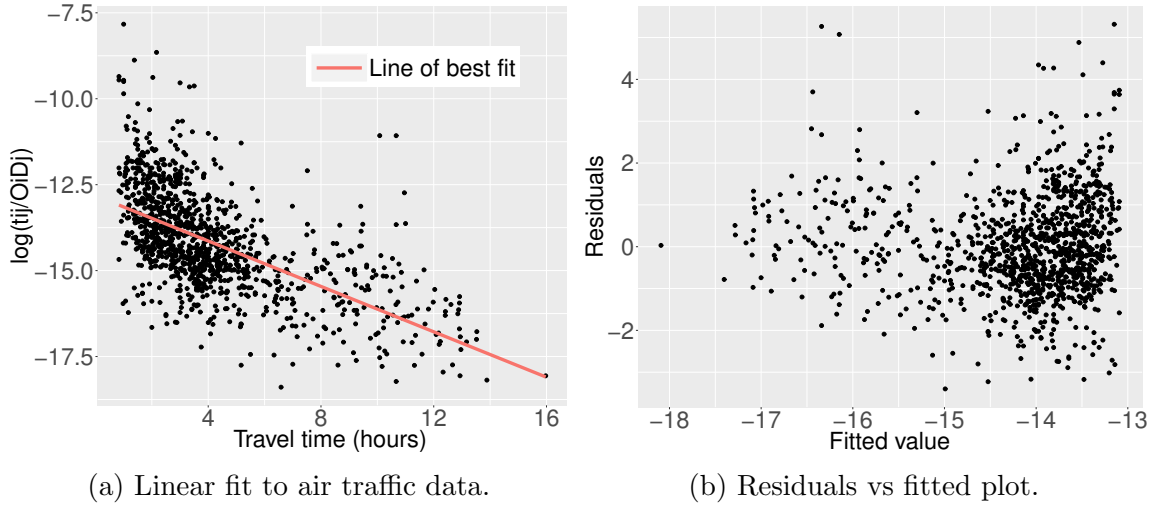 −7.5
−10.0
−12.5
−15.0
−17.5
log(tij/OiDj)
Line of best fit
4 8 12 16
Travel time (hours)
(a) Linear fit to air traffic data.
4
2
0
−2
Residuals
−18 −17 −16 −15 −14 −13
Fitted value
(b) Residuals vs fitted plot.